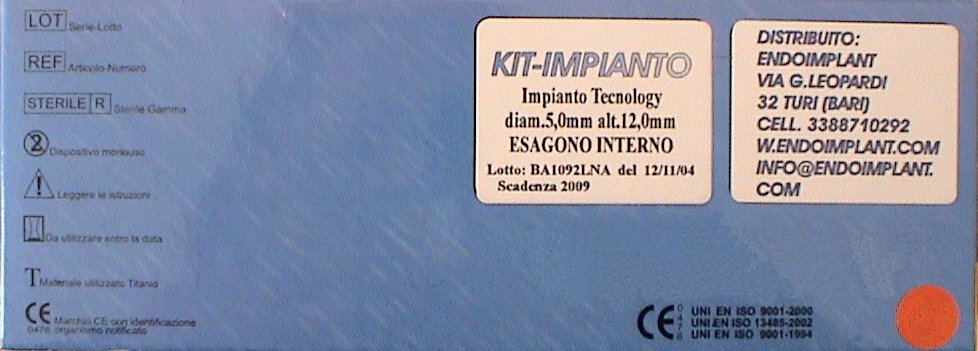 LOT Serie-Lotto
REF Articolo-Numero
STERILE R Sterile Gamma
2 Dispositivo monouso
Leggere le istruzioni
Da utilizzare entro la data
T Materiale utilizzato Titanio
CE 0476 Marchio CE con identificazione
organismo notificato
KIT-IMPIANTO
Impianto Tecnology
diam.5,0mm alt.12,0mm
ESAGONO INTERNO
Lotto: BA1092LNA del 12/11/04
Scadenza 2009
DISTRIBUITO:
ENDOIMPLANT
VIA G.LEOPARDI
32 TURI (BARI)
CELL. 3388710292
W.ENDOIMPLANT.COM
INFO@ENDOIMPLANT.
COM
CE 0476
UNI EN ISO 9001-2000
UNI EN ISO 13485-2002
UNI EN ISO 9001-1994